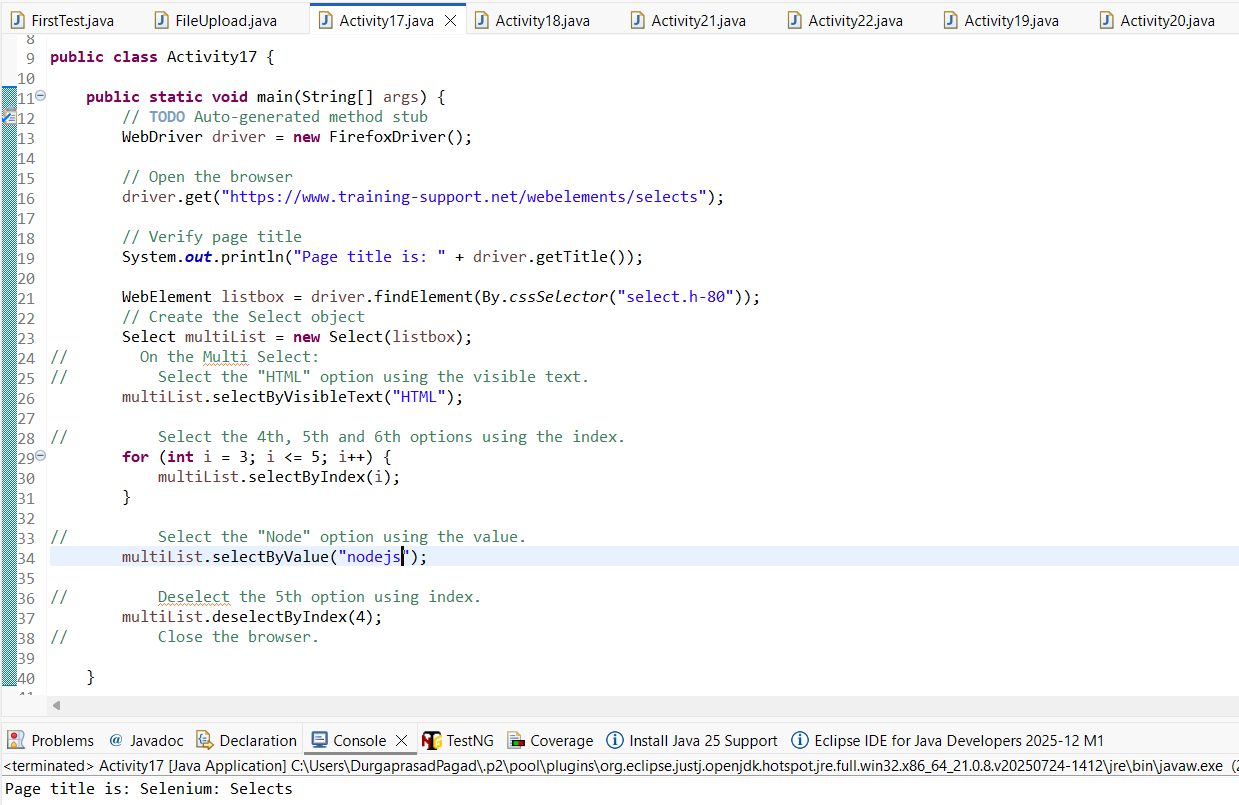 FirstTest.java FileUpload.java Activity17.java Activity18.java Activity21.java Activity22.java Activity19.java Activity20.java
8
9 public class Activity17 {
10
11 public static void main(String[] args) {
12 // TODO Auto-generated method stub
13 WebDriver driver = new FirefoxDriver();
14
15 // Open the browser
16 driver.get("https://www.training-support.net/webelements/selects");
17
18 // Verify page title
19 System.out.println("Page title is: " + driver.getTitle());
20
21 WebElement listbox = driver.findElement(By.cssSelector("select.h-80"));
22 // Create the Select object
23 Select multiList = new Select(listbox);
24 // On the Multi Select:
25 // Select the "HTML" option using the visible text.
26 multiList.selectByVisibleText("HTML");
27
28 // Select the 4th, 5th and 6th options using the index.
29 for (int i = 3; i <= 5; i++) {
30 multiList.selectByIndex(i);
31 }
32
33 // Select the "Node" option using the value.
34 multiList.selectByValue("nodejs");
35
36 // Deselect the 5th option using index.
37 multiList.deselectByIndex(4);
38 // Close the browser.
39
40 }
41
Problems Javadoc Declaration Console TestNG Coverage Install Java 25 Support Eclipse IDE for Java Developers 2025-12 M1
<terminated> Activity17 [Java Application] C:\Users\DurgaprasadPagad\.p2\pool\plugins\org.eclipse.justj.openjdk.hotspot.jre.full.win32.x86_64_21.0.8.v20250724-1412\jre\bin\javaw.exe (2
Page title is: Selenium: Selects